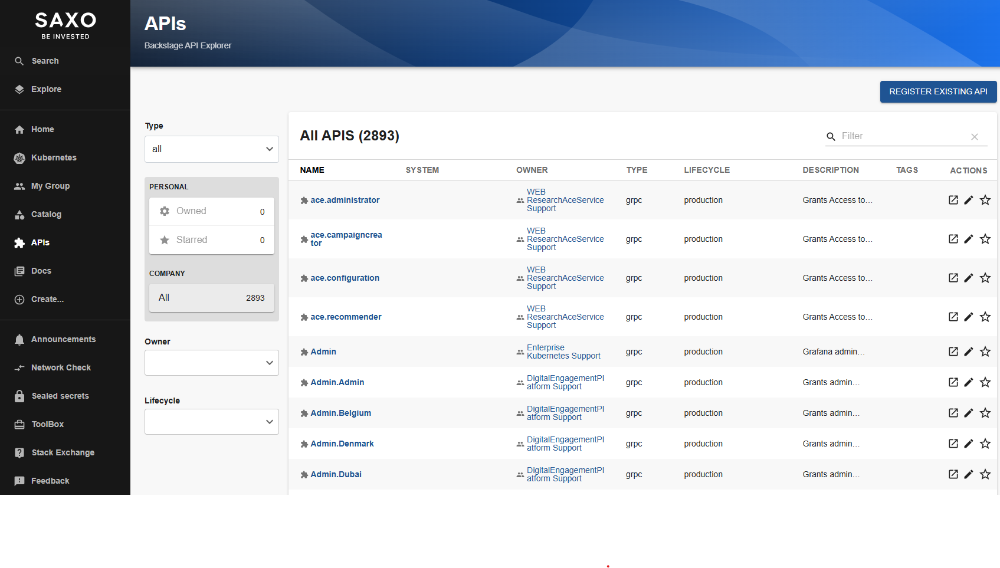 SAXO
BE INVESTED
Search
Explore
Home
Kubernetes
My Group
Catalog
APIs
Docs
Create...
Announcements
Network Check
Sealed secrets
ToolBox
Stack Exchange
Feedback
APIs
Backstage API Explorer
REGISTER EXISTING API
Type
all
PERSONAL
Owned 0
Starred 0
COMPANY
All 2893
Owner
Lifecycle
All APIS (2893)
Filter
NAME SYSTEM OWNER TYPE LIFECYCLE DESCRIPTION TAGS ACTIONS
ace.administrator WEB ResearchAceService Support grpc production Grants Access to…
ace.campaigncreator WEB ResearchAceService Support grpc production Grants Access to…
ace.configuration WEB ResearchAceService Support grpc production Grants Access to…
ace.recommender WEB ResearchAceService Support grpc production Grants Access to…
Admin Enterprise Kubernetes Support grpc production Grafana admin…
Admin.Admin DigitalEngagementPlatform Support grpc production Grants admin…
Admin.Belgium DigitalEngagementPlatform Support grpc production Grants admin…
Admin.Denmark DigitalEngagementPlatform Support grpc production Grants admin…
Admin.Dubai DigitalEngagementPlatform Support grpc production Grants admin…